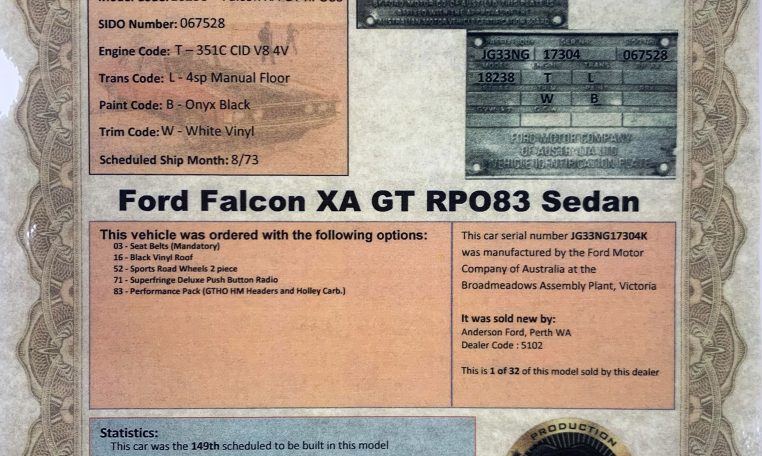 SIDO Number: 067528
Engine Code: T – 351C CID V8 4V
Trans Code: L - 4sp Manual Floor
Paint Code: B - Onyx Black
Trim Code: W - White Vinyl
Scheduled Ship Month: 8/73
JG33NG 17304 067528
18238 T L
W B
FORD MOTOR COMPANY
OF AUSTRALIA LTD
VEHICLE IDENTIFICATION PLATE
Ford Falcon XA GT RPO83 Sedan
This vehicle was ordered with the following options:
03 - Seat Belts (Mandatory)
16 - Black Vinyl Roof
52 - Sports Road Wheels 2 piece
71 - Superfringe Deluxe Push Button Radio
83 - Performance Pack (GTHO HM Headers and Holley Carb.)
This car serial number JG33NG17304K
was manufactured by the Ford Motor
Company of Australia at the
Broadmeadows Assembly Plant, Victoria
It was sold new by:
Anderson Ford, Perth WA
Dealer Code : 5102
This is 1 of 32 of this model sold by this dealer
Statistics:
This car was the 149th scheduled to be built in this model
PRODUCTION